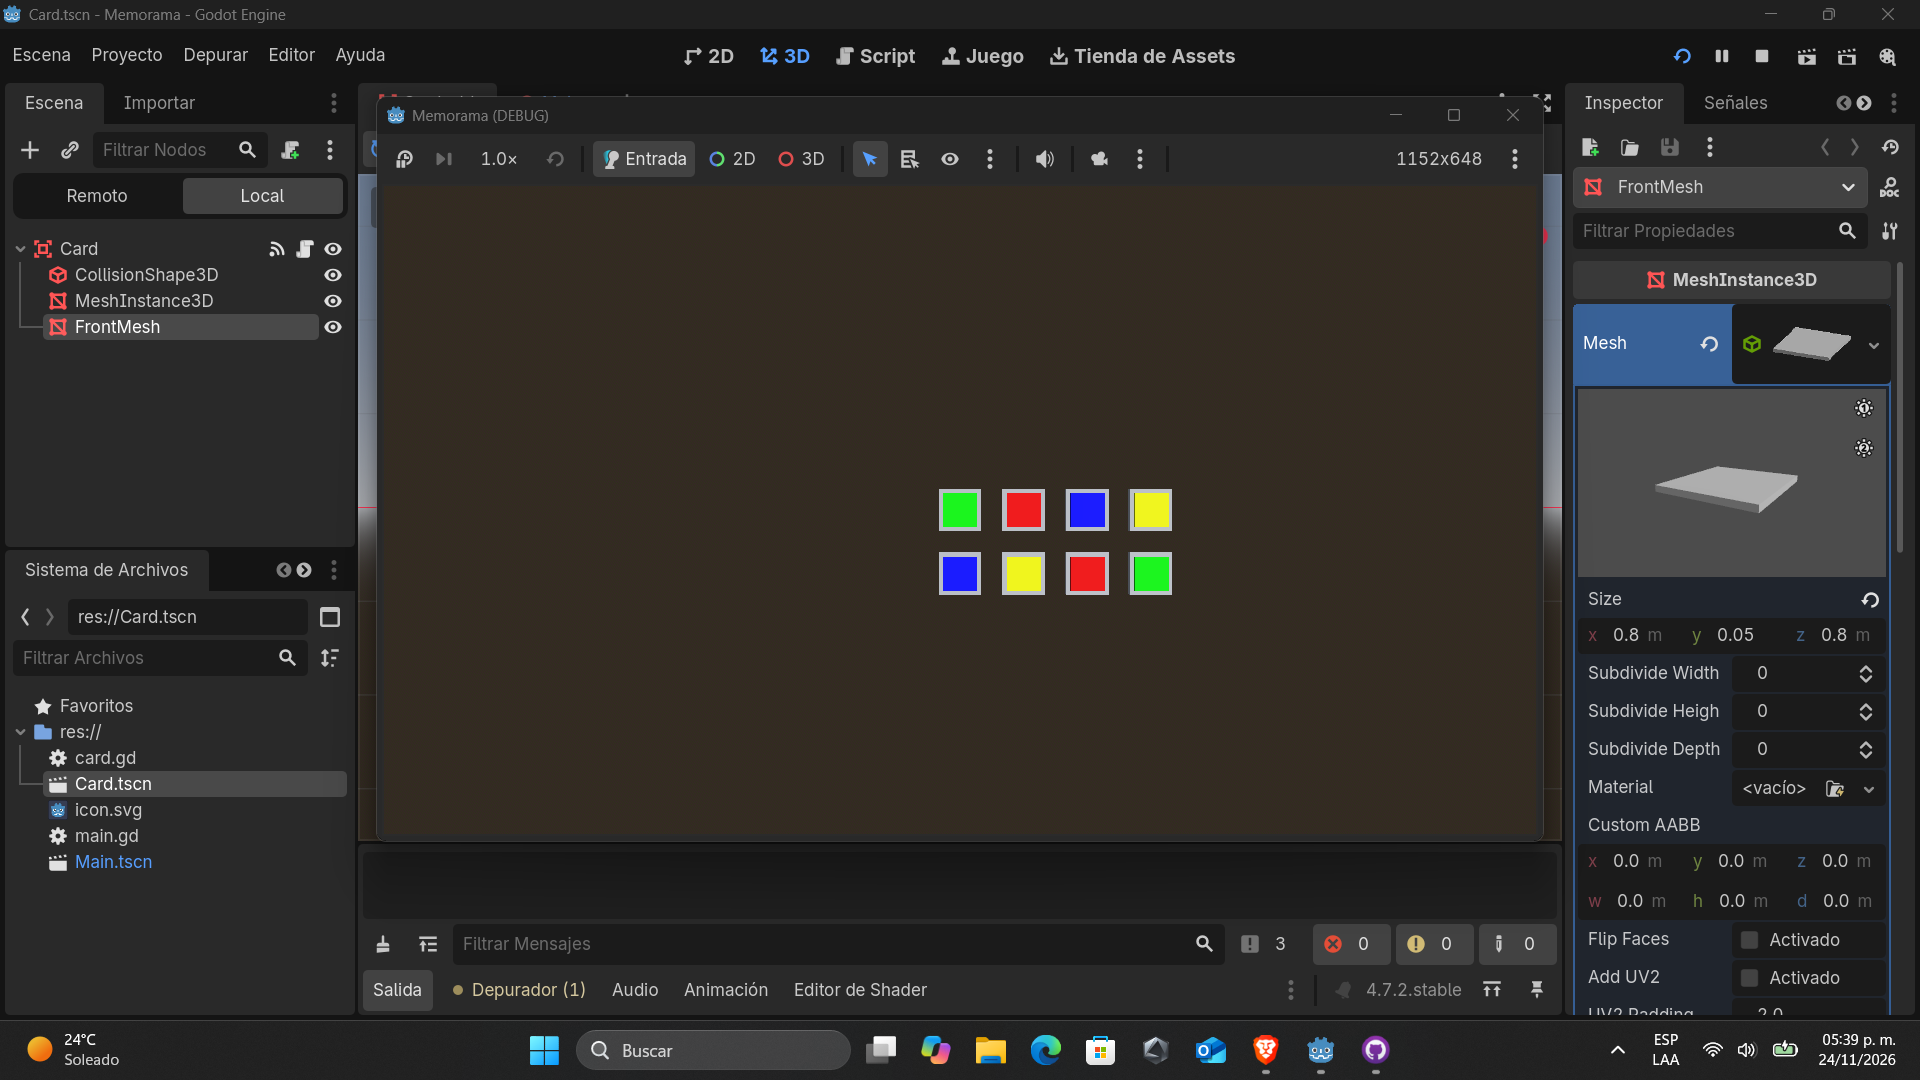 Card.tscn - Memorama - Godot Engine
Escena Proyecto Depurar Editor Ayuda
2D 3D Script Juego Tienda de Assets
Escena Importar
Filtrar Nodos
Remoto Local
Card
CollisionShape3D
MeshInstance3D
FrontMesh
Sistema de Archivos
res://Card.tscn
Filtrar Archivos
Favoritos
res://
card.gd
Card.tscn
icon.svg
main.gd
Main.tscn
Memorama (DEBUG)
1.0× Entrada 2D 3D 1152x648
Filtrar Mensajes 3 0 0 0
Salida Depurador (1) Audio Animación Editor de Shader 4.7.2.stable
Inspector Señales
FrontMesh
Filtrar Propiedades
MeshInstance3D
Mesh
Size
x 0.8 m y 0.05 z 0.8 m
Subdivide Width 0
Subdivide Heigh 0
Subdivide Depth 0
Material <vacío>
Custom AABB
x 0.0 m y 0.0 m z 0.0 m
w 0.0 m h 0.0 m d 0.0 m
Flip Faces Activado
Add UV2 Activado
UV2 Padding 2.0
24°C
Soleado
Buscar
ESP
LAA
05:39 p. m.
24/11/2026